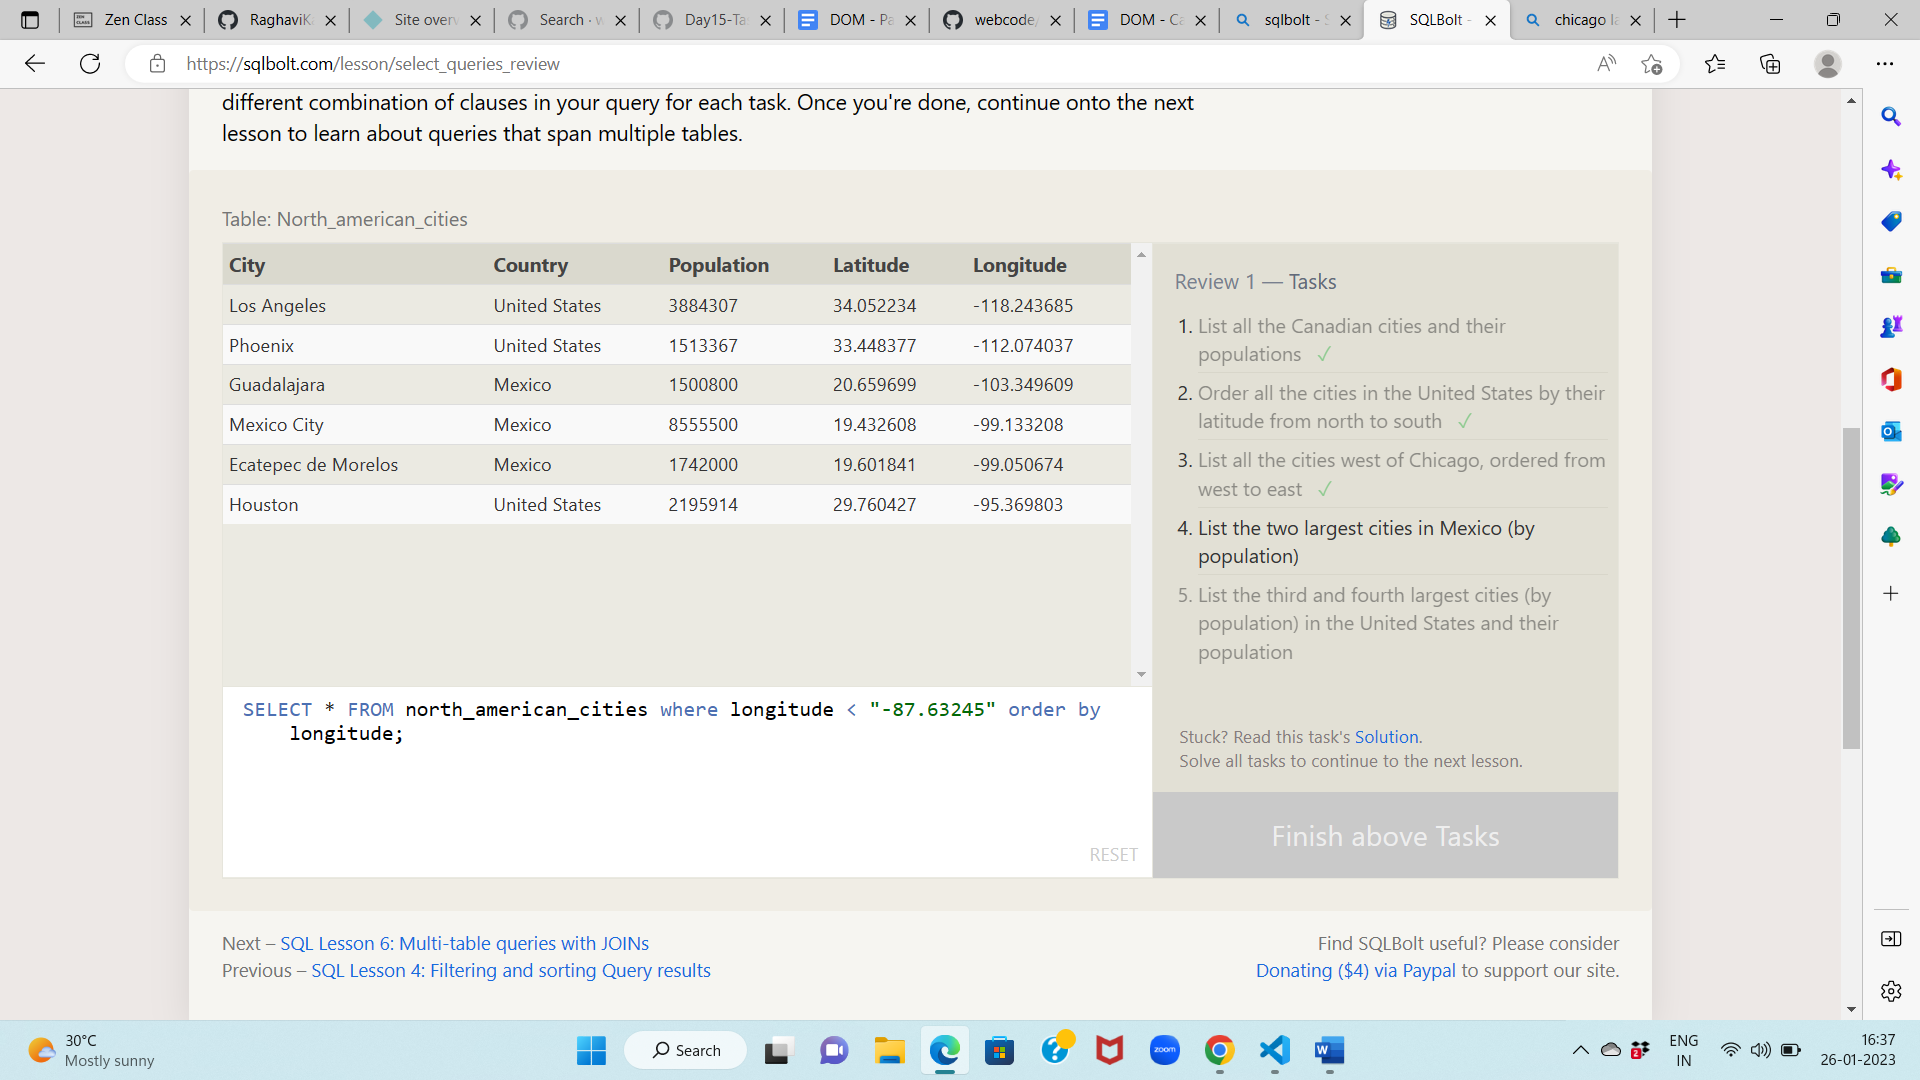 Zen Class
RaghaviK
Site over
Search · w
Day15-Ta
DOM - Pa
webcode/
DOM - Ca
sqlbolt - S
SQLBolt -
chicago la
https://sqlbolt.com/lesson/select_queries_review
different combination of clauses in your query for each task. Once you're done, continue onto the next
lesson to learn about queries that span multiple tables.
Table: North_american_cities
City Country Population Latitude Longitude
Los Angeles United States 3884307 34.052234 -118.243685
Phoenix United States 1513367 33.448377 -112.074037
Guadalajara Mexico 1500800 20.659699 -103.349609
Mexico City Mexico 8555500 19.432608 -99.133208
Ecatepec de Morelos Mexico 1742000 19.601841 -99.050674
Houston United States 2195914 29.760427 -95.369803
SELECT * FROM north_american_cities where longitude < "-87.63245" order by
longitude;
RESET
Review 1 — Tasks
1. List all the Canadian cities and their
populations ✓
2. Order all the cities in the United States by their
latitude from north to south ✓
3. List all the cities west of Chicago, ordered from
west to east ✓
4. List the two largest cities in Mexico (by
population)
5. List the third and fourth largest cities (by
population) in the United States and their
population
Stuck? Read this task's Solution.
Solve all tasks to continue to the next lesson.
Finish above Tasks
Next – SQL Lesson 6: Multi-table queries with JOINs
Previous – SQL Lesson 4: Filtering and sorting Query results
Find SQLBolt useful? Please consider
Donating ($4) via Paypal to support our site.
30°C
Mostly sunny
Search
zoom
2
ENG
IN
16:37
26-01-2023